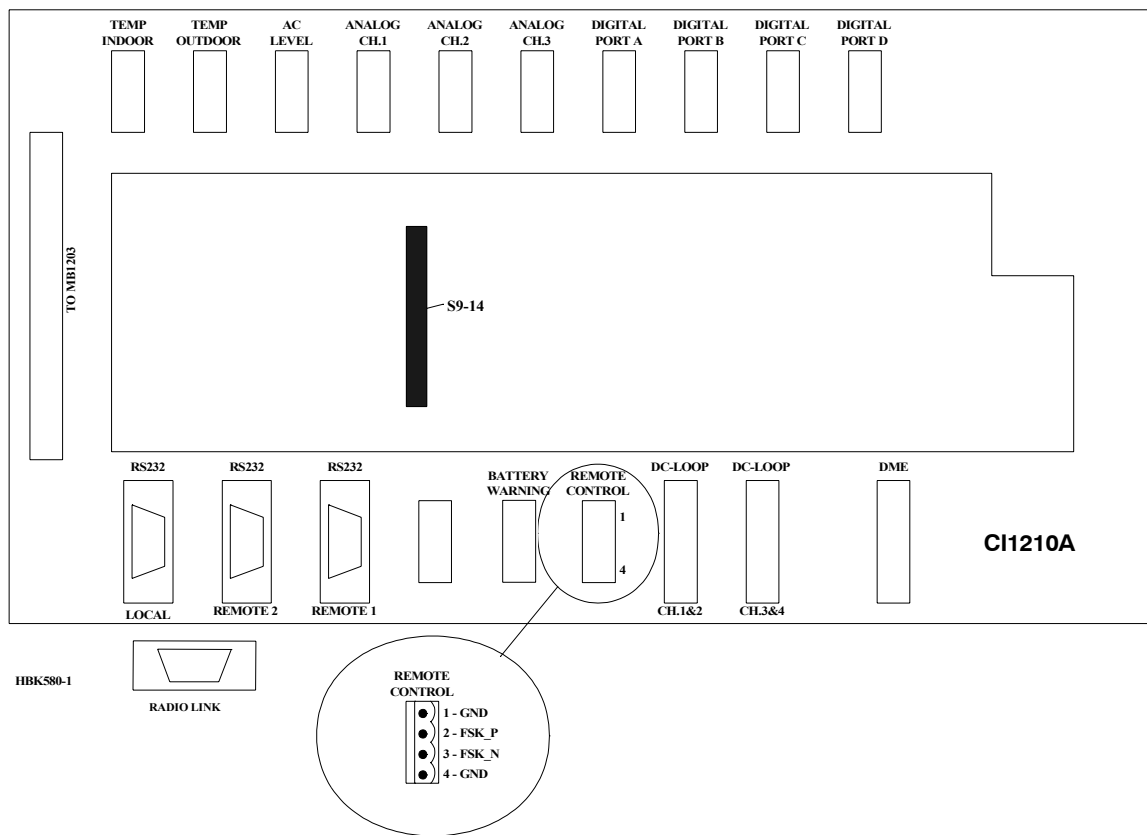 TEMP
INDOOR
TEMP
OUTDOOR
AC
LEVEL
ANALOG
CH.1
ANALOG
CH.2
ANALOG
CH.3
DIGITAL
PORT A
DIGITAL
PORT B
DIGITAL
PORT C
DIGITAL
PORT D
TO MB1203
S9-14
RS232
LOCAL
RS232
REMOTE 2
RS232
REMOTE 1
BATTERY
WARNING
REMOTE
CONTROL
1
4
DC-LOOP
CH.1&2
DC-LOOP
CH.3&4
DME
CI1210A
HBK580-1
RADIO LINK
REMOTE
CONTROL
1 - GND
2 - FSK_P
3 - FSK_N
4 - GND